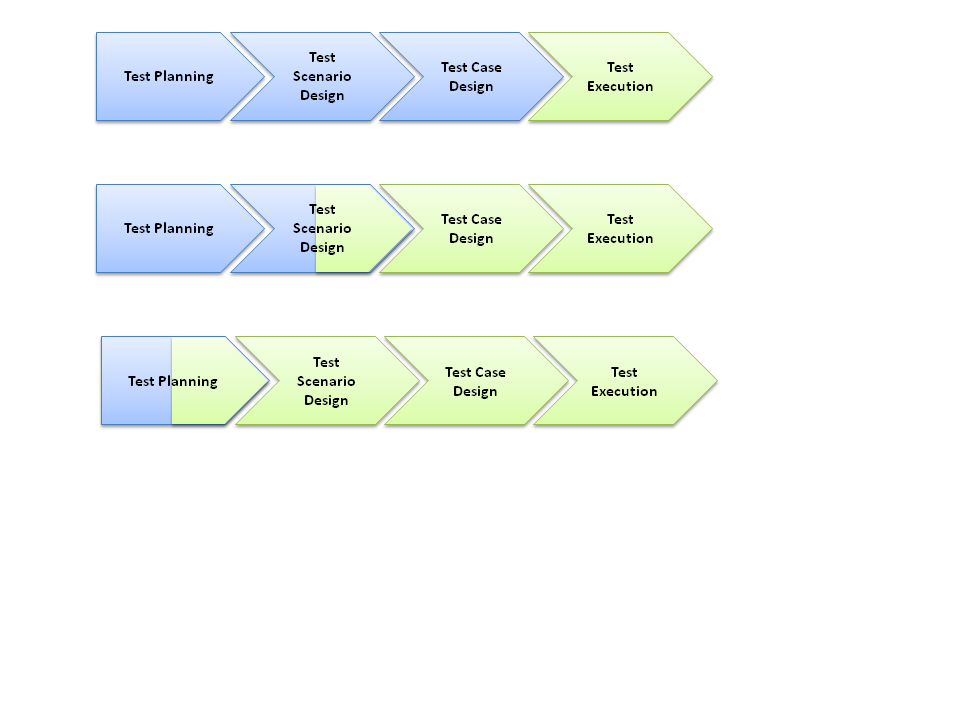 Test Planning
Test
Scenario
Design
Test Case
Design
Test
Execution
Test Planning
Test
Scenario
Design
Test Case
Design
Test
Execution
Test Planning
Test
Scenario
Design
Test Case
Design
Test
Execution